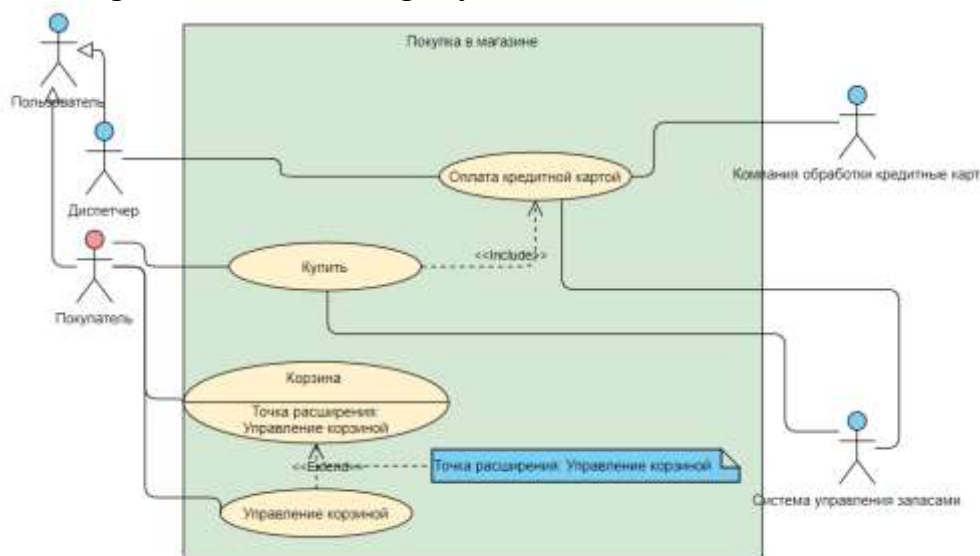 Покупка в магазине
Пользователь
Диспетчер
Оплата кредитной картой
Компания обработки кредитные карт
<<Include>>
Купить
Покупатель
Корзина
Точка расширения:
Управление корзиной
<<Extend>>
Точка расширения: Управление корзиной
Управление корзиной
Система управления запасами